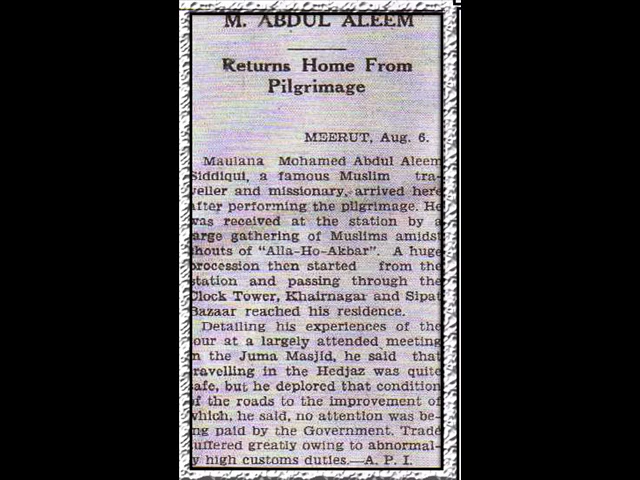 M. ABDUL ALEEM
Returns Home From
Pilgrimage
MEERUT, Aug. 6.
Maulana Mohamed Abdul Aleem
Siddiqui, a famous Muslim tra-
veller and missionary, arrived here
after performing the pilgrimage. He
was received at the station by a
large gathering of Muslims amidst
shouts of "Alla-Ho-Akbar". A huge
procession then started from the
station and passing through the
Clock Tower, Khairnagar and Sipat
Bazaar reached his residence.
Detailing his experiences of the
tour at a largely attended meeting
in the Juma Masjid, he said that
travelling in the Hedjaz was quite
safe, but he deplored that condition
of the roads to the improvement of
which, he said, no attention was be-
ing paid by the Government. Trade
suffered greatly owing to abnormal-
ly high customs duties.—A. P. I.